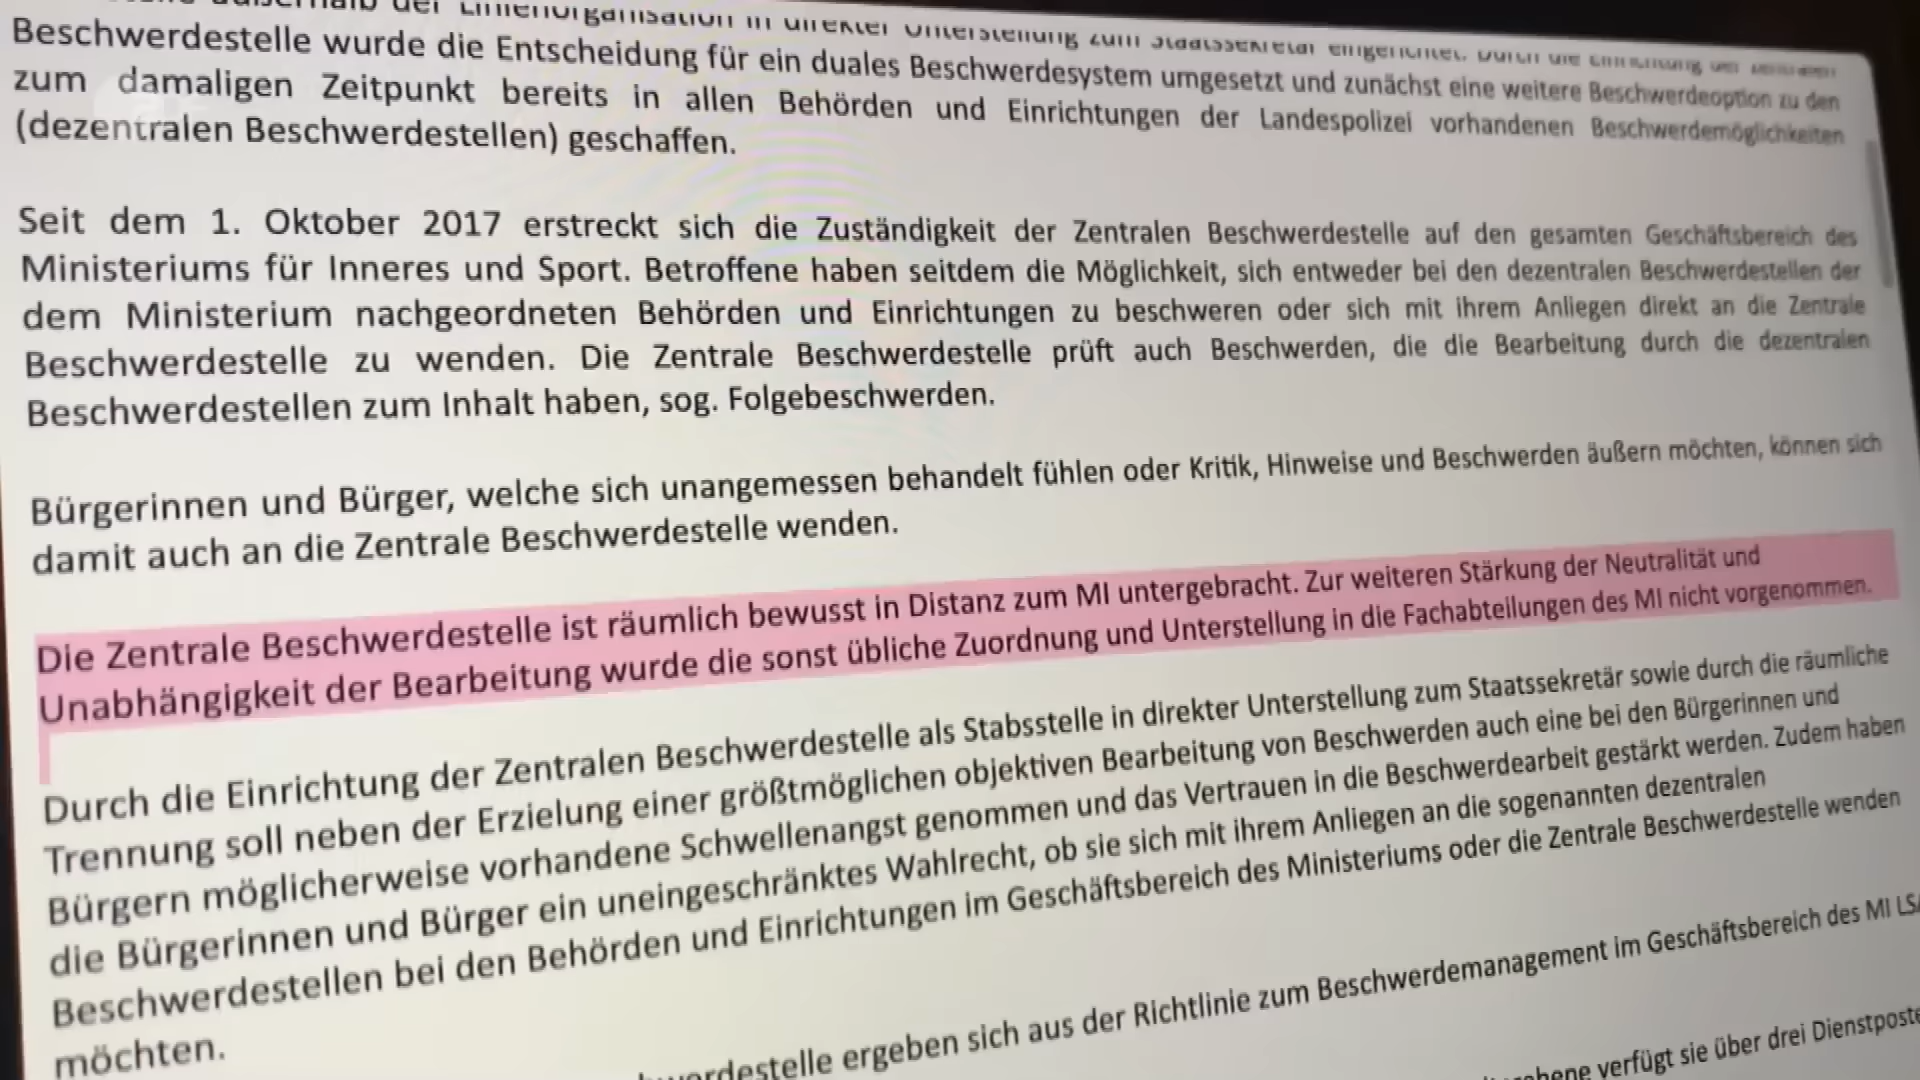 der Linienorganisation in direkter Unterstellung zum Staatssekretär eingerichtet. Durch die Einrichtung der Zentralen
Beschwerdestelle wurde die Entscheidung für ein duales Beschwerdesystem umgesetzt und zunächst eine weitere Beschwerdeoption zu den
zum damaligen Zeitpunkt bereits in allen Behörden und Einrichtungen der Landespolizei vorhandenen Beschwerdemöglichkeiten
(dezentralen Beschwerdestellen) geschaffen.
Seit dem 1. Oktober 2017 erstreckt sich die Zuständigkeit der Zentralen Beschwerdestelle auf den gesamten Geschäftsbereich des
Ministeriums für Inneres und Sport. Betroffene haben seitdem die Möglichkeit, sich entweder bei den dezentralen Beschwerdestellen der
dem Ministerium nachgeordneten Behörden und Einrichtungen zu beschweren oder sich mit ihrem Anliegen direkt an die Zentrale
Beschwerdestelle zu wenden. Die Zentrale Beschwerdestelle prüft auch Beschwerden, die die Bearbeitung durch die dezentralen
Beschwerdestellen zum Inhalt haben, sog. Folgebeschwerden.
Bürgerinnen und Bürger, welche sich unangemessen behandelt fühlen oder Kritik, Hinweise und Beschwerden äußern möchten, können sich
damit auch an die Zentrale Beschwerdestelle wenden.
Die Zentrale Beschwerdestelle ist räumlich bewusst in Distanz zum MI untergebracht. Zur weiteren Stärkung der Neutralität und
Unabhängigkeit der Bearbeitung wurde die sonst übliche Zuordnung und Unterstellung in die Fachabteilungen des MI nicht vorgenommen.
Durch die Einrichtung der Zentralen Beschwerdestelle als Stabsstelle in direkter Unterstellung zum Staatssekretär sowie durch die räumliche
Trennung soll neben der Erzielung einer größtmöglichen objektiven Bearbeitung von Beschwerden auch eine bei den Bürgerinnen und
Bürgern möglicherweise vorhandene Schwellenangst genommen und das Vertrauen in die Beschwerdearbeit gestärkt werden. Zudem haben
die Bürgerinnen und Bürger ein uneingeschränktes Wahlrecht, ob sie sich mit ihrem Anliegen an die sogenannten dezentralen
Beschwerdestellen bei den Behörden und Einrichtungen im Geschäftsbereich des Ministeriums oder die Zentrale Beschwerdestelle wenden
möchten.
ergeben sich aus der Richtlinie zum Beschwerdemanagement im Geschäftsbereich des MI
verfügt sie über drei